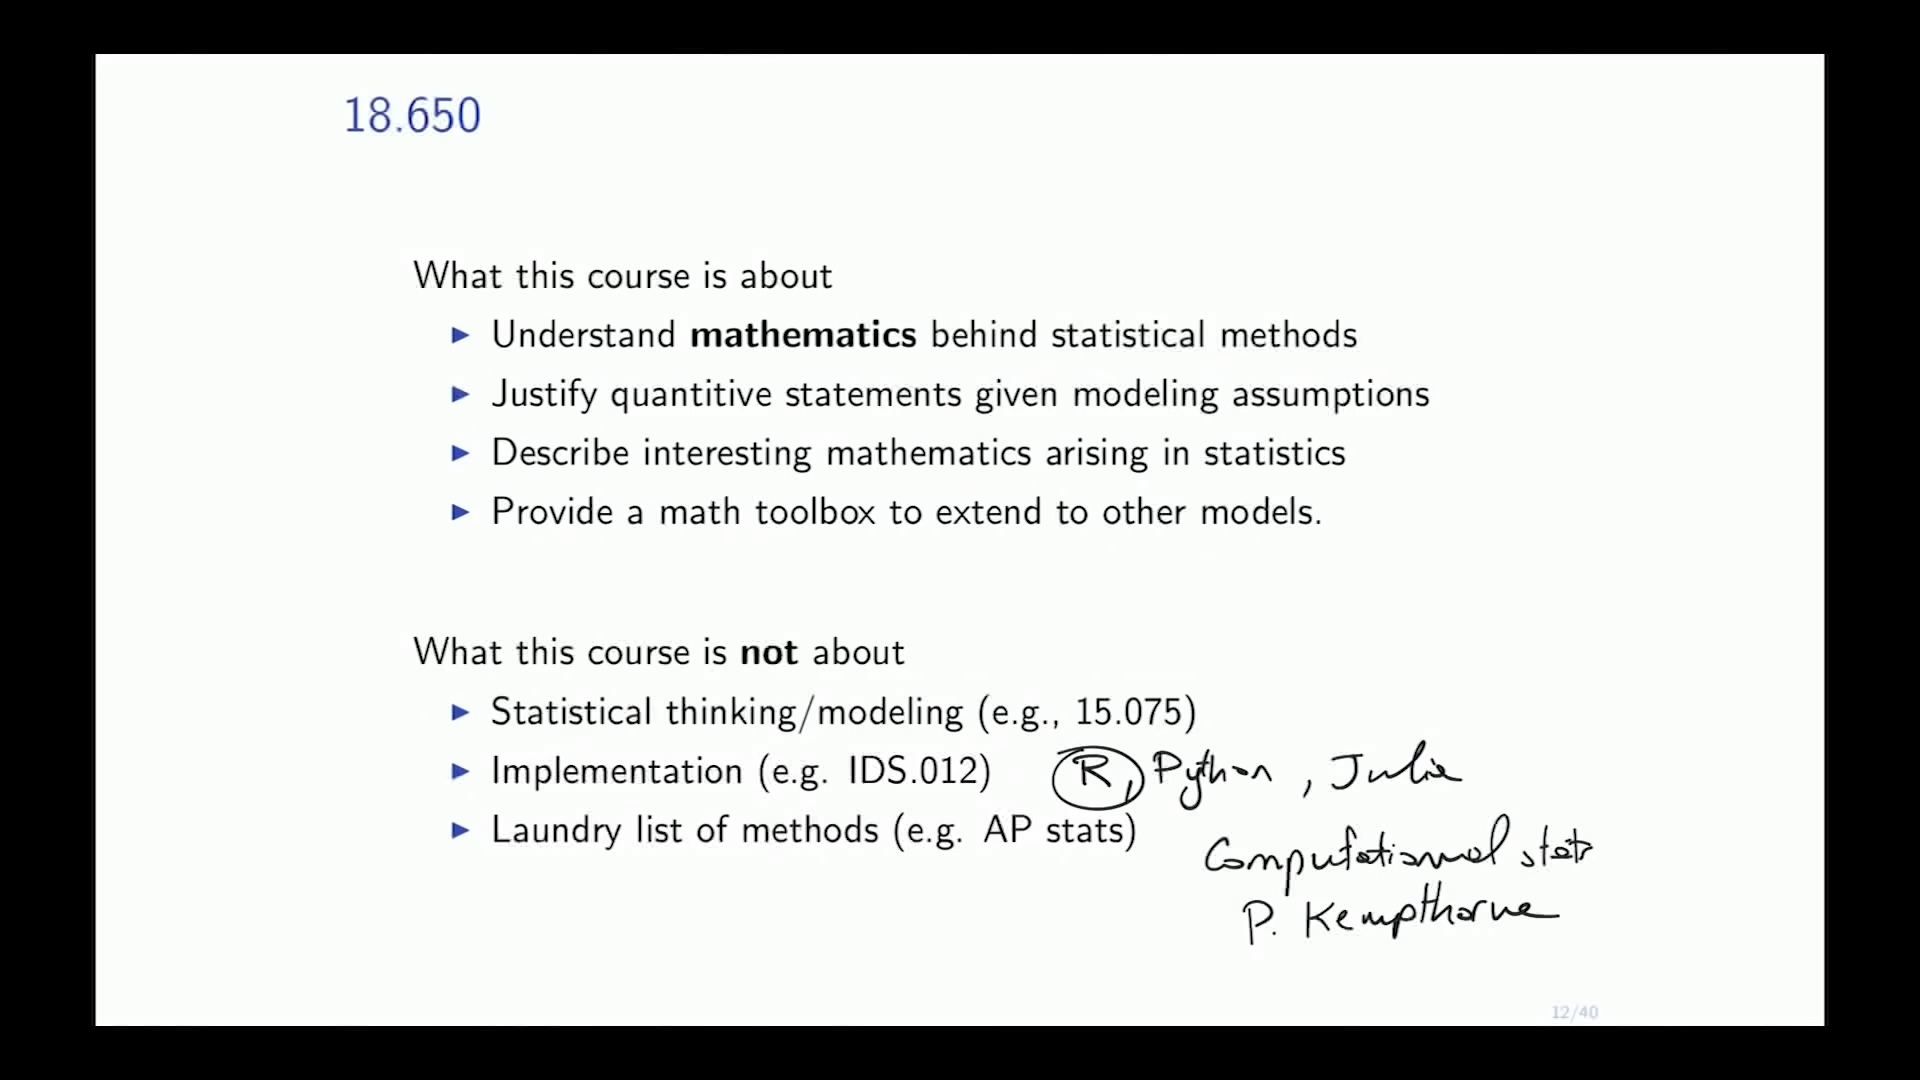 18.650
What this course is about
▶ Understand mathematics behind statistical methods
▶ Justify quantitive statements given modeling assumptions
▶ Describe interesting mathematics arising in statistics
▶ Provide a math toolbox to extend to other models.
What this course is not about
▶ Statistical thinking/modeling (e.g., 15.075)
▶ Implementation (e.g. IDS.012) R, Python, Julia
▶ Laundry list of methods (e.g. AP stats)
Computational stats
P. Kempthorne
12/40